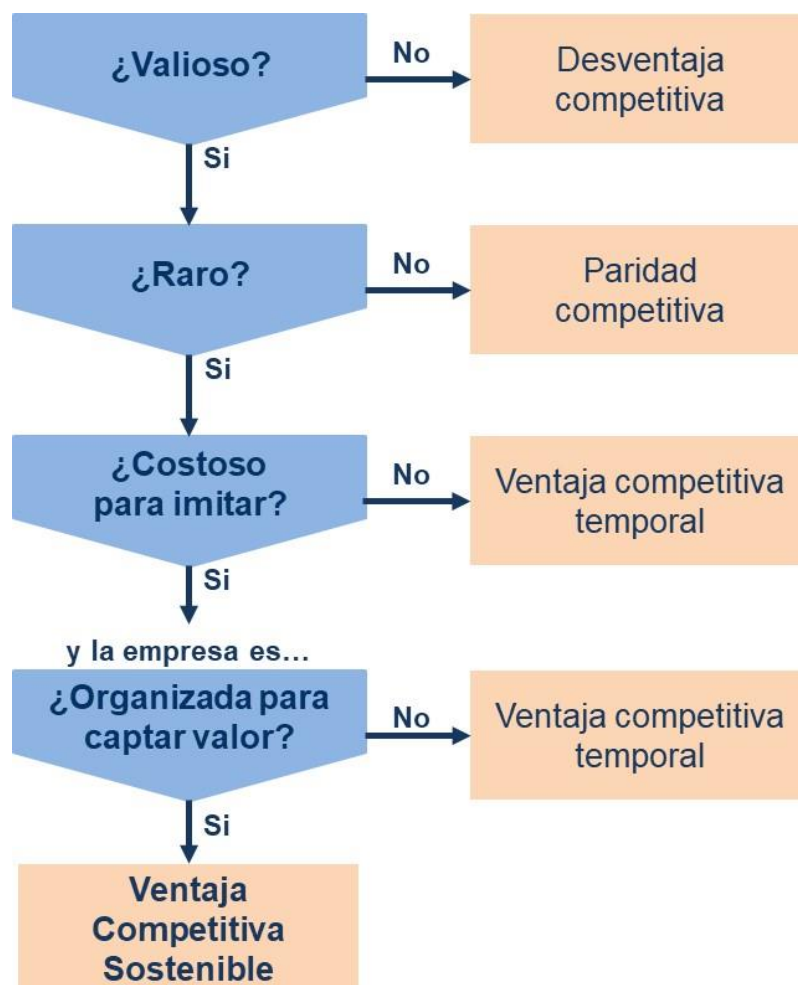 ¿Valioso?
No
Desventaja
competitiva
Si
¿Raro?
No
Paridad
competitiva
Si
¿Costoso
para imitar?
No
Ventaja competitiva
temporal
Si
y la empresa es...
¿Organizada para
captar valor?
No
Ventaja competitiva
temporal
Si
Ventaja
Competitiva
Sostenible